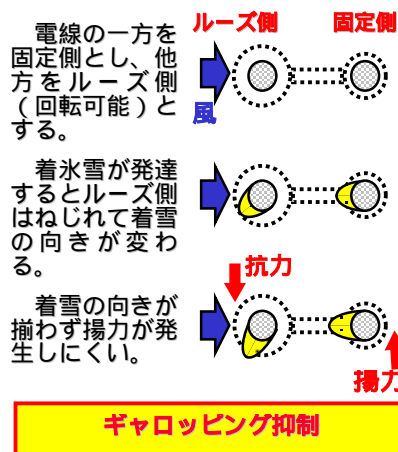 ルーズ側
固定側
電線の一方を
固定側とし、他
方をルーズ側
（回転可能）と
する。
風
着氷雪が発達
するとルーズ側
はねじれて着雪
の向きが変わ
る。
抗力
着雪の向きが
揃わず揚力が発
生しにくい。
揚力
ギャロッピング抑制